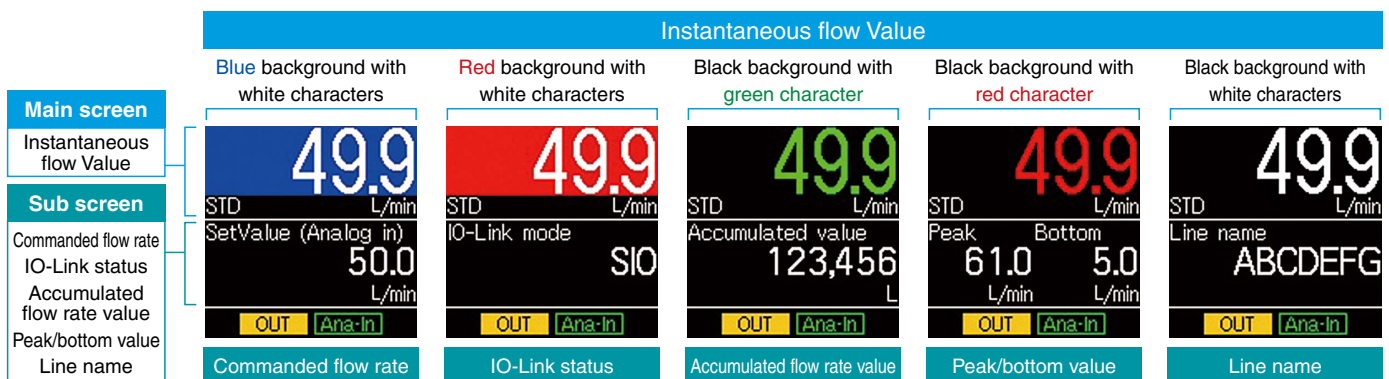 Instantaneous flow Value
Blue background with
white characters
Red background with
white characters
Black background with
green character
Black background with
red character
Black background with
white characters
Main screen
Instantaneous
flow Value
Sub screen
Commanded flow rate
IO-Link status
Accumulated
flow rate value
Peak/bottom value
Line name
49.9
STD L/min
SetValue (Analog in)
50.0
L/min
OUT Ana-In
Commanded flow rate
49.9
STD L/min
IO-Link mode
SIO
OUT Ana-In
IO-Link status
49.9
STD L/min
Accumulated value
123,456
L
OUT Ana-In
Accumulated flow rate value
49.9
STD L/min
Peak Bottom
61.0 5.0
L/min L/min
OUT Ana-In
Peak/bottom value
49.9
STD L/min
Line name
ABCDEFG
OUT Ana-In
Line name